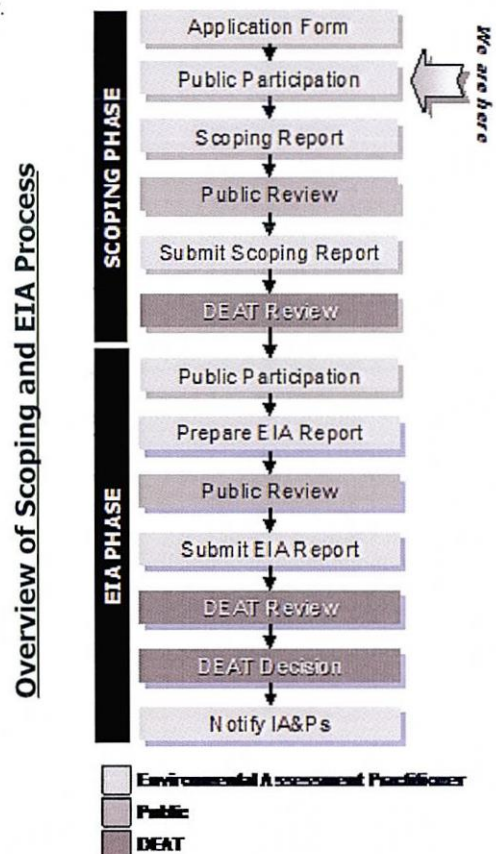 Overview of Scoping and EIA Process
SCOPING PHASE
Application Form
We are here
Public Participation
Scoping Report
Public Review
Submit Scoping Report
DEAT Review
EIA PHASE
Public Participation
Prepare EIA Report
Public Review
Submit EIA Report
DEAT Review
DEAT Decision
Notify IA&Ps
Environmental Assessment Practitioner
Public
DEAT